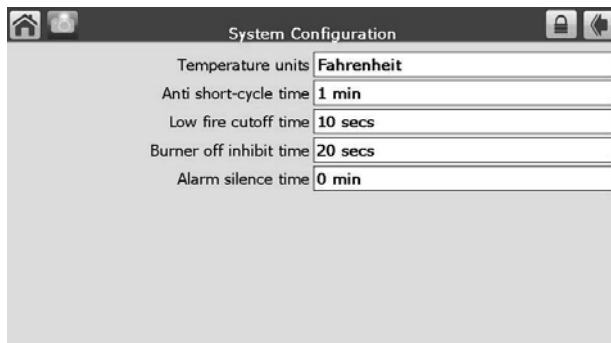 System Configuration
Temperature units Fahrenheit
Anti short-cycle time 1 min
Low fire cutoff time 10 secs
Burner off inhibit time 20 secs
Alarm silence time 0 min